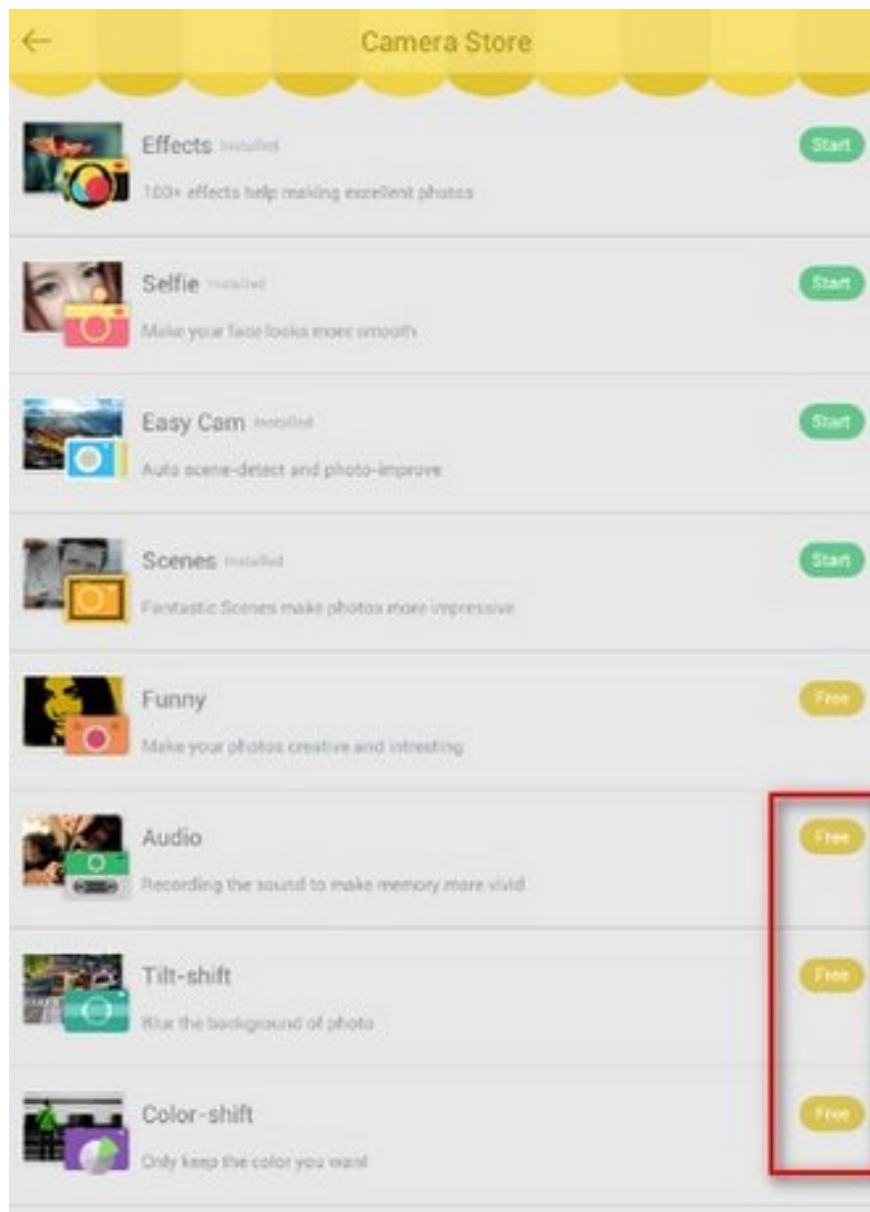 Camera Store
Effects Installed
Start
100+ effects help making excellent photos
Selfie Installed
Start
Make your face looks more smooth
Easy Cam Installed
Start
Auto scene-detect and photo-improve
Scenes Installed
Start
Fantastic Scenes make photos more impressive
Funny
Free
Make your photos creative and intresting
Audio
Free
Recording the sound to make memory more vivid
Tilt-shift
Free
Blur the background of photo
Color-shift
Free
Only keep the color you want